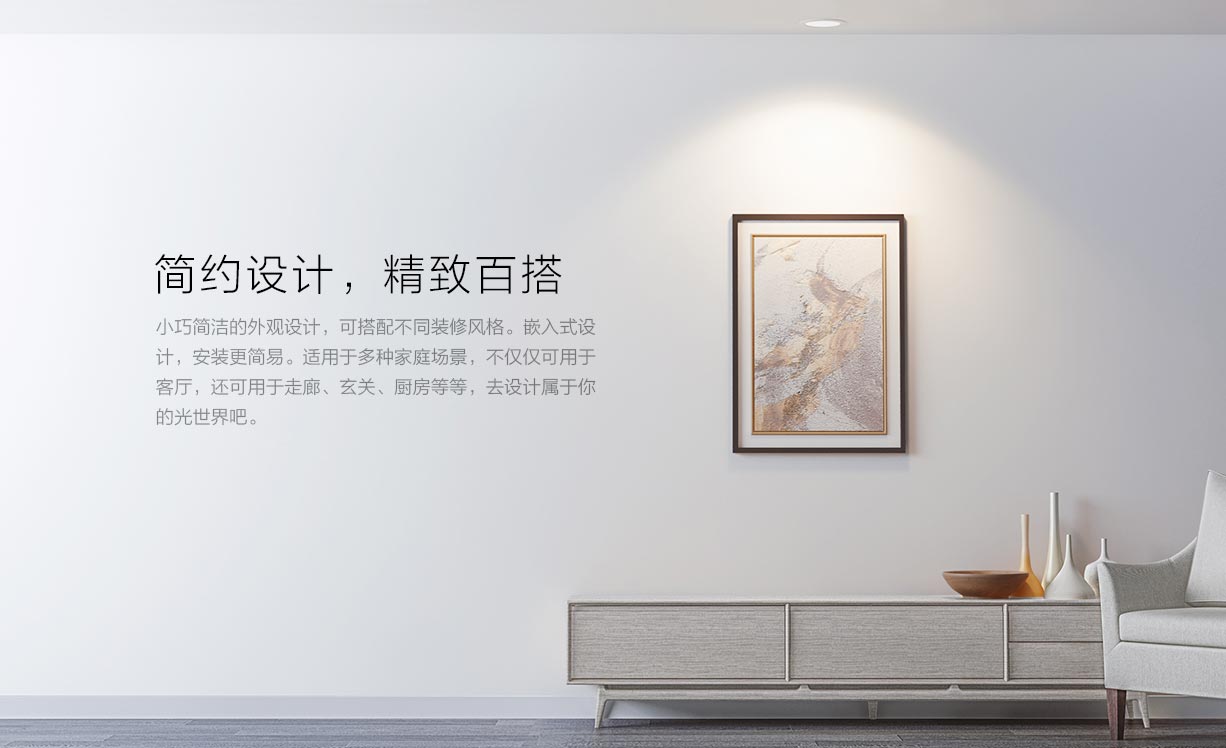 简约设计，精致百搭
小巧简洁的外观设计，可搭配不同装修风格。嵌入式设
计，安装更简易。适用于多种家庭场景，不仅仅可用于
客厅，还可用于走廊、玄关、厨房等等，去设计属于你
的光世界吧。